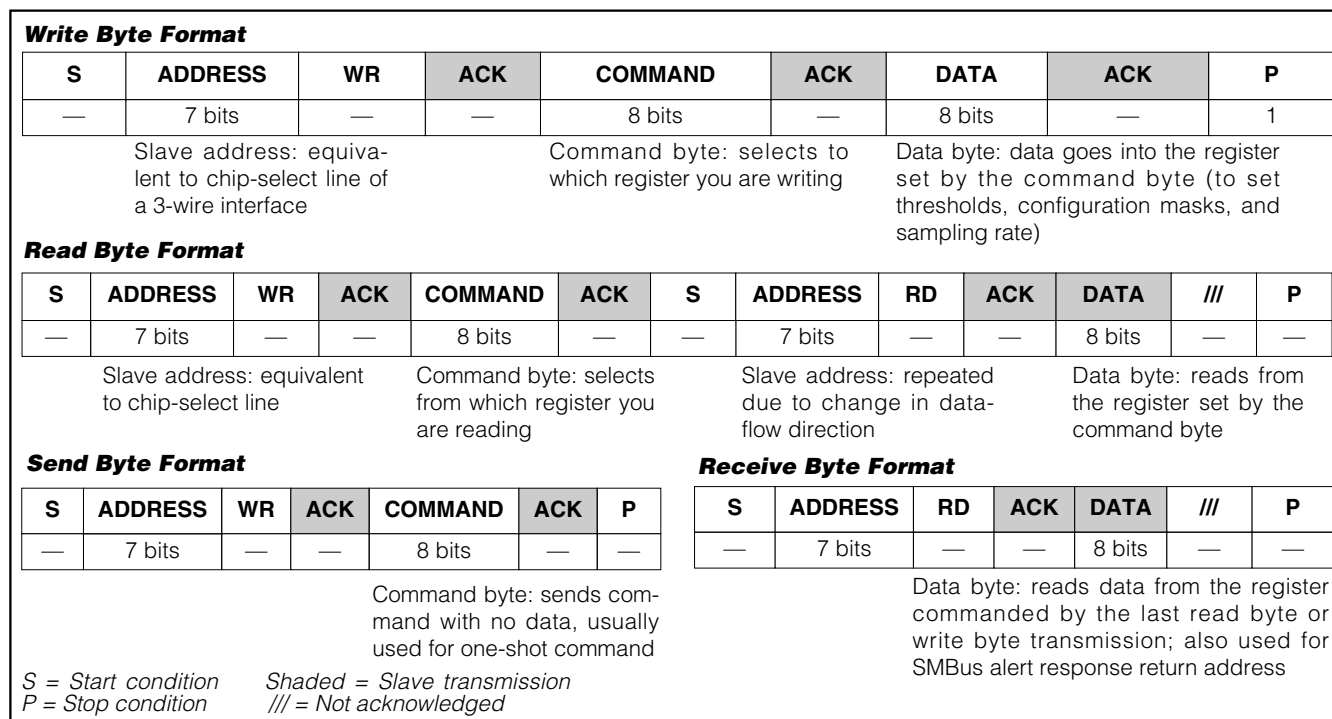 Write Byte Format
S ADDRESS WR ACK COMMAND ACK DATA ACK P
— 7 bits — — 8 bits — 8 bits — 1
Slave address: equiva-
lent to chip-select line of
a 3-wire interface
Command byte: selects to
which register you are writing
Data byte: data goes into the register
set by the command byte (to set
thresholds, configuration masks, and
sampling rate)
Read Byte Format
S ADDRESS WR ACK COMMAND ACK S ADDRESS RD ACK DATA /// P
— 7 bits — — 8 bits — — 7 bits — — 8 bits — —
Slave address: equivalent
to chip-select line
Command byte: selects
from which register you
are reading
Slave address: repeated
due to change in data-
flow direction
Data byte: reads from
the register set by the
command byte
Send Byte Format
S ADDRESS WR ACK COMMAND ACK P
— 7 bits — — 8 bits — —
Command byte: sends com-
mand with no data, usually
used for one-shot command
Receive Byte Format
S ADDRESS RD ACK DATA /// P
— 7 bits — — 8 bits — —
Data byte: reads data from the register
commanded by the last read byte or
write byte transmission; also used for
SMBus alert response return address
S = Start condition Shaded = Slave transmission
P = Stop condition /// = Not acknowledged